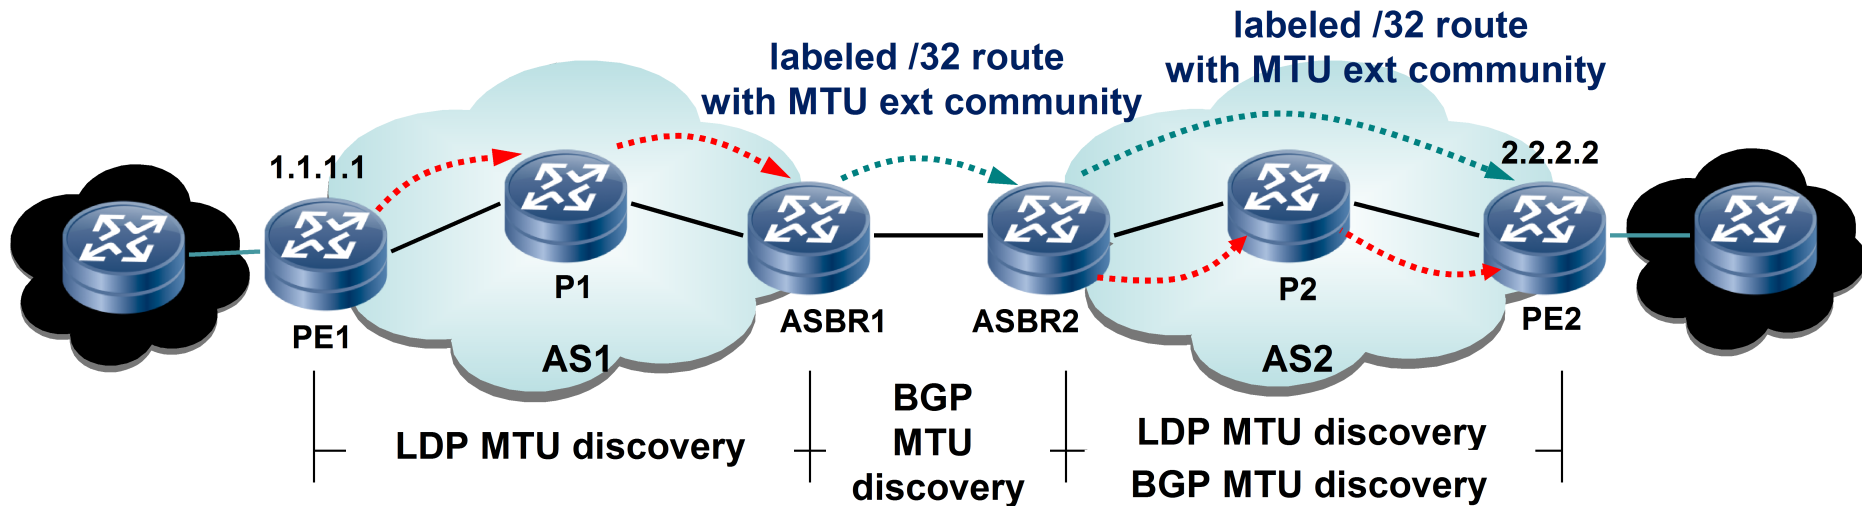 labeled /32 route
with MTU ext community
labeled /32 route
with MTU ext community
1.1.1.1
2.2.2.2
P1
P2
PE1
ASBR1
ASBR2
PE2
AS1
AS2
LDP MTU discovery
BGP
MTU
discovery
LDP MTU discovery
BGP MTU discovery